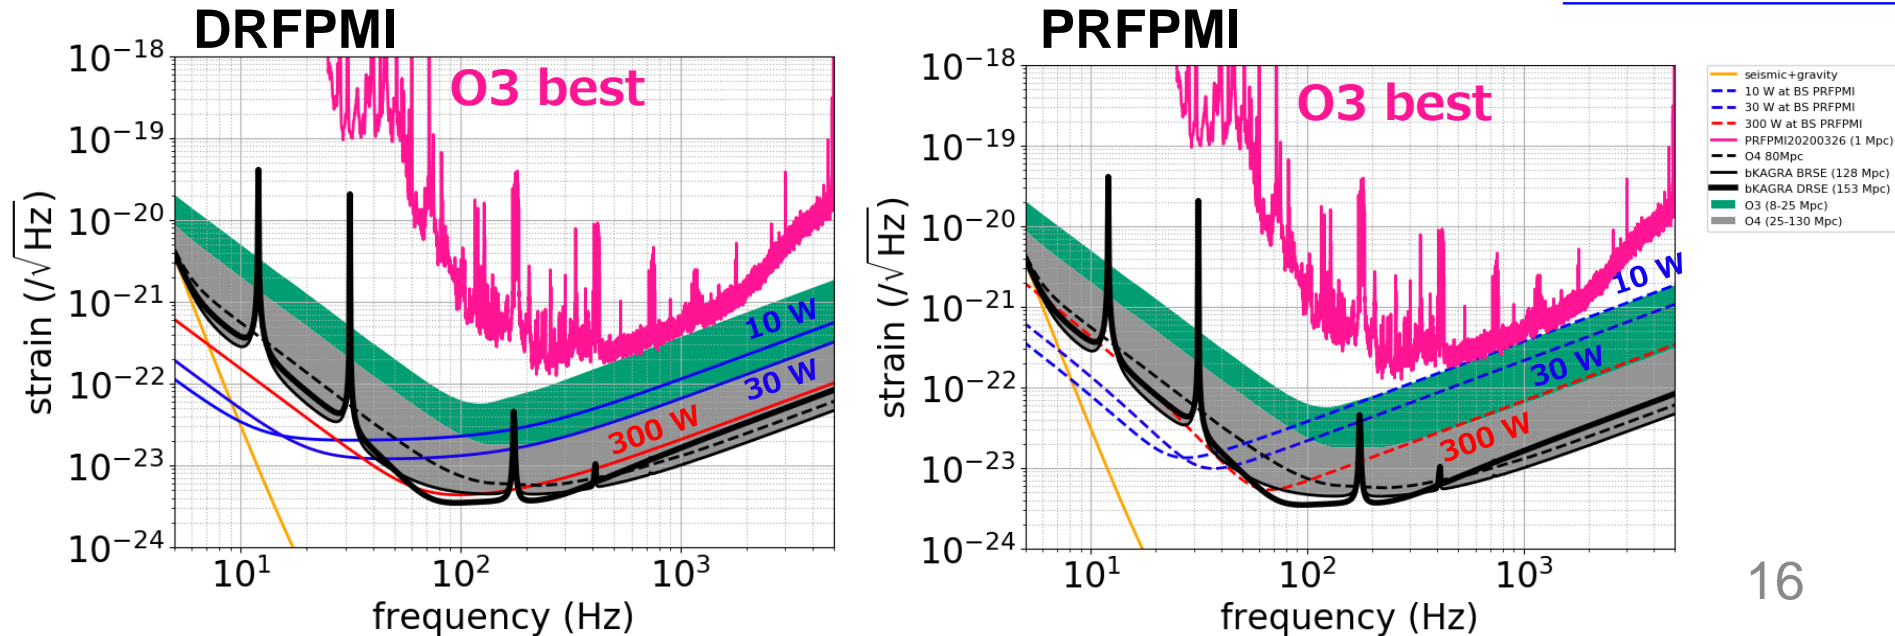 DRFPMI
O3 best
10 W
30 W
300 W
10⁻¹⁸
10⁻¹⁹
10⁻²⁰
10⁻²¹
10⁻²²
10⁻²³
10⁻²⁴
strain (/√Hz)
10¹
10²
10³
frequency (Hz)
PRFPMI
O3 best
10 W
30 W
300 W
10⁻¹⁸
10⁻¹⁹
10⁻²⁰
10⁻²¹
10⁻²²
10⁻²³
10⁻²⁴
strain (/√Hz)
10¹
10²
10³
frequency (Hz)
seismic+gravity
10 W at BS PRFPMI
30 W at BS PRFPMI
300 W at BS PRFPMI
PRFPMI20200326 (1 Mpc)
O4 80Mpc
bKAGRA BRSE (128 Mpc)
bKAGRA DRSE (153 Mpc)
O3 (8-25 Mpc)
O4 (25-130 Mpc)
16